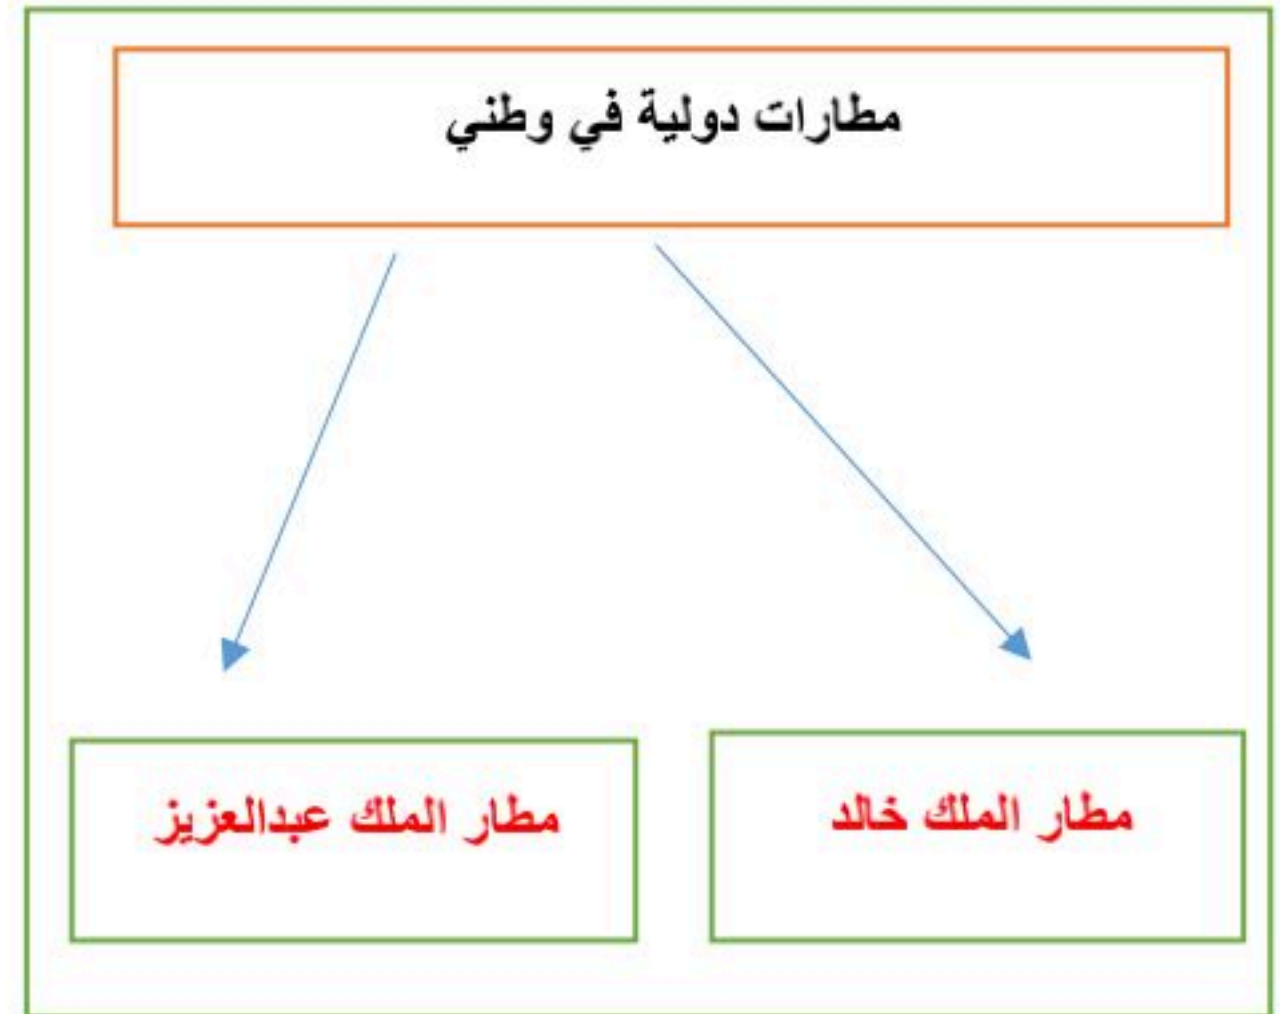 مطارات دولية في وطني
مطار الملك خالد
مطار الملك عبدالعزيز